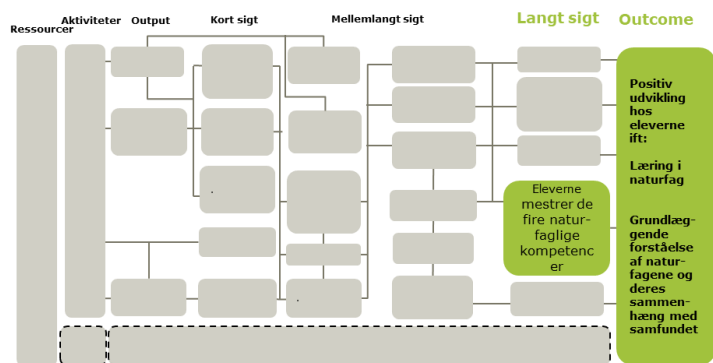 Ressourcer
Aktiviteter
Output
Kort sigt
Mellemlangt sigt
Langt sigt
Outcome
Eleverne
mestrer de
fire natur-
faglige
kompetenc
er
Positiv
udvikling
hos
eleverne
ift:
Læring i
naturfag
Grundlæg-
gende
forståelse
af natur-
fagene og
deres
sammen-
hæng med
samfundet